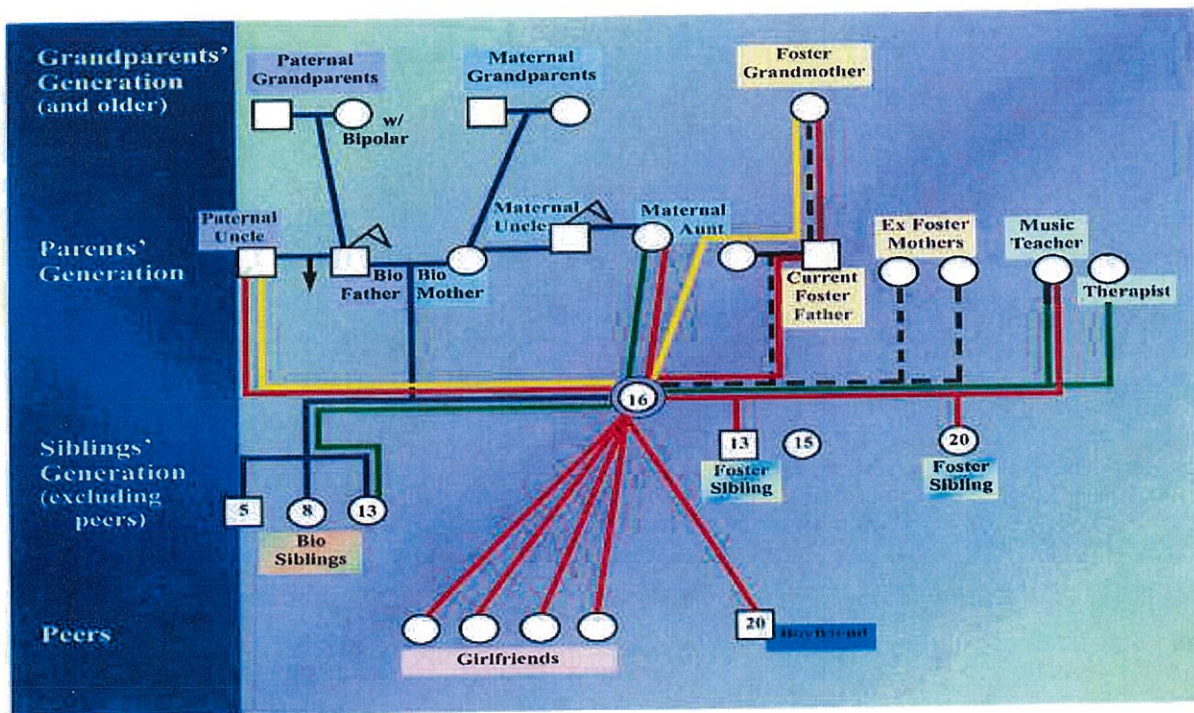 Grandparents'
Generation
(and older)
Paternal
Grandparents
Maternal
Grandparents
Foster
Grandmother
w/
Bipolar
Parents'
Generation
Paternal
Uncle
Bio
Father
Bio
Mother
Maternal
Uncle
Maternal
Aunt
Current
Foster
Father
Ex Foster
Mothers
Music
Teacher
Therapist
16
Siblings'
Generation
(excluding
peers)
5
8
13
Bio
Siblings
13
15
Foster
Sibling
20
Foster
Sibling
Peers
Girlfriends
20
Boyfriend